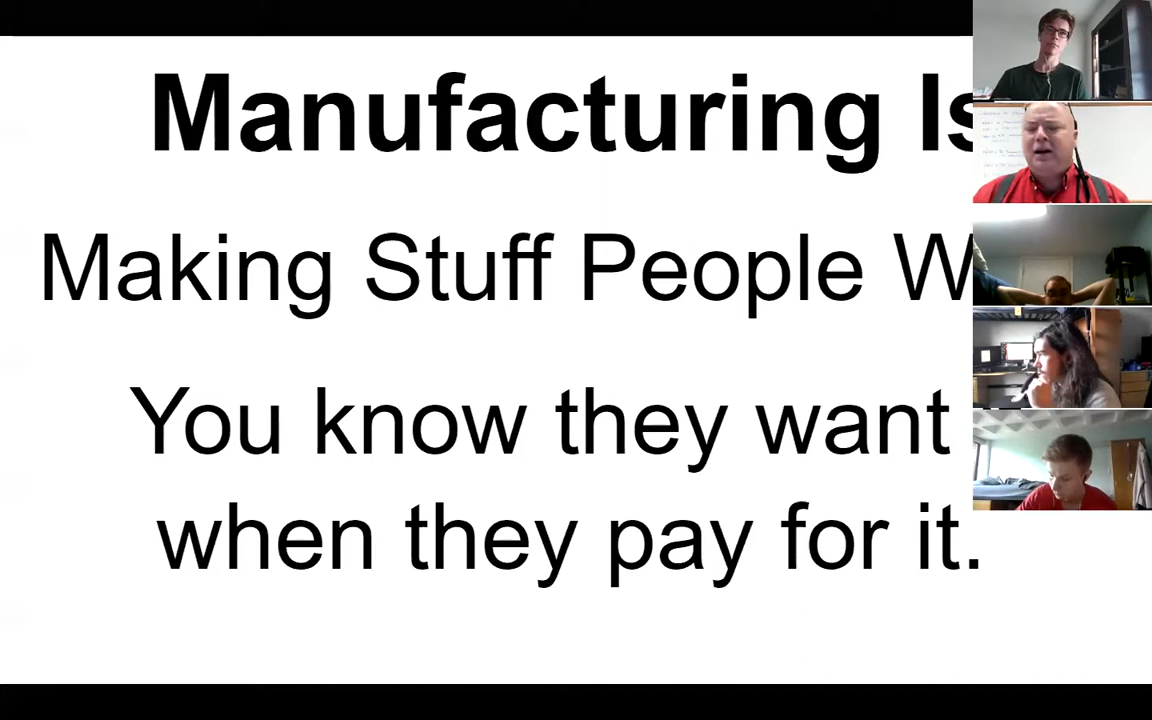 Manufacturing Is
Making Stuff People W
You know they want
when they pay for it.